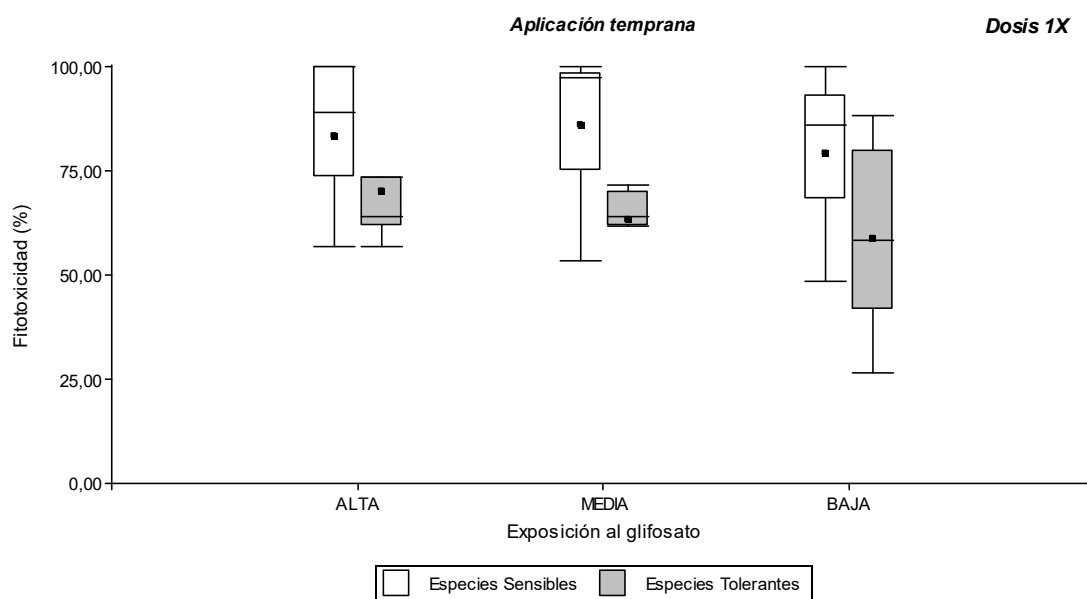 Aplicación temprana
Dosis 1X
100,00
75,00
50,00
25,00
0,00
Fitotoxicidad (%)
ALTA
MEDIA
BAJA
Exposición al glifosato
Especies Sensibles
Especies Tolerantes